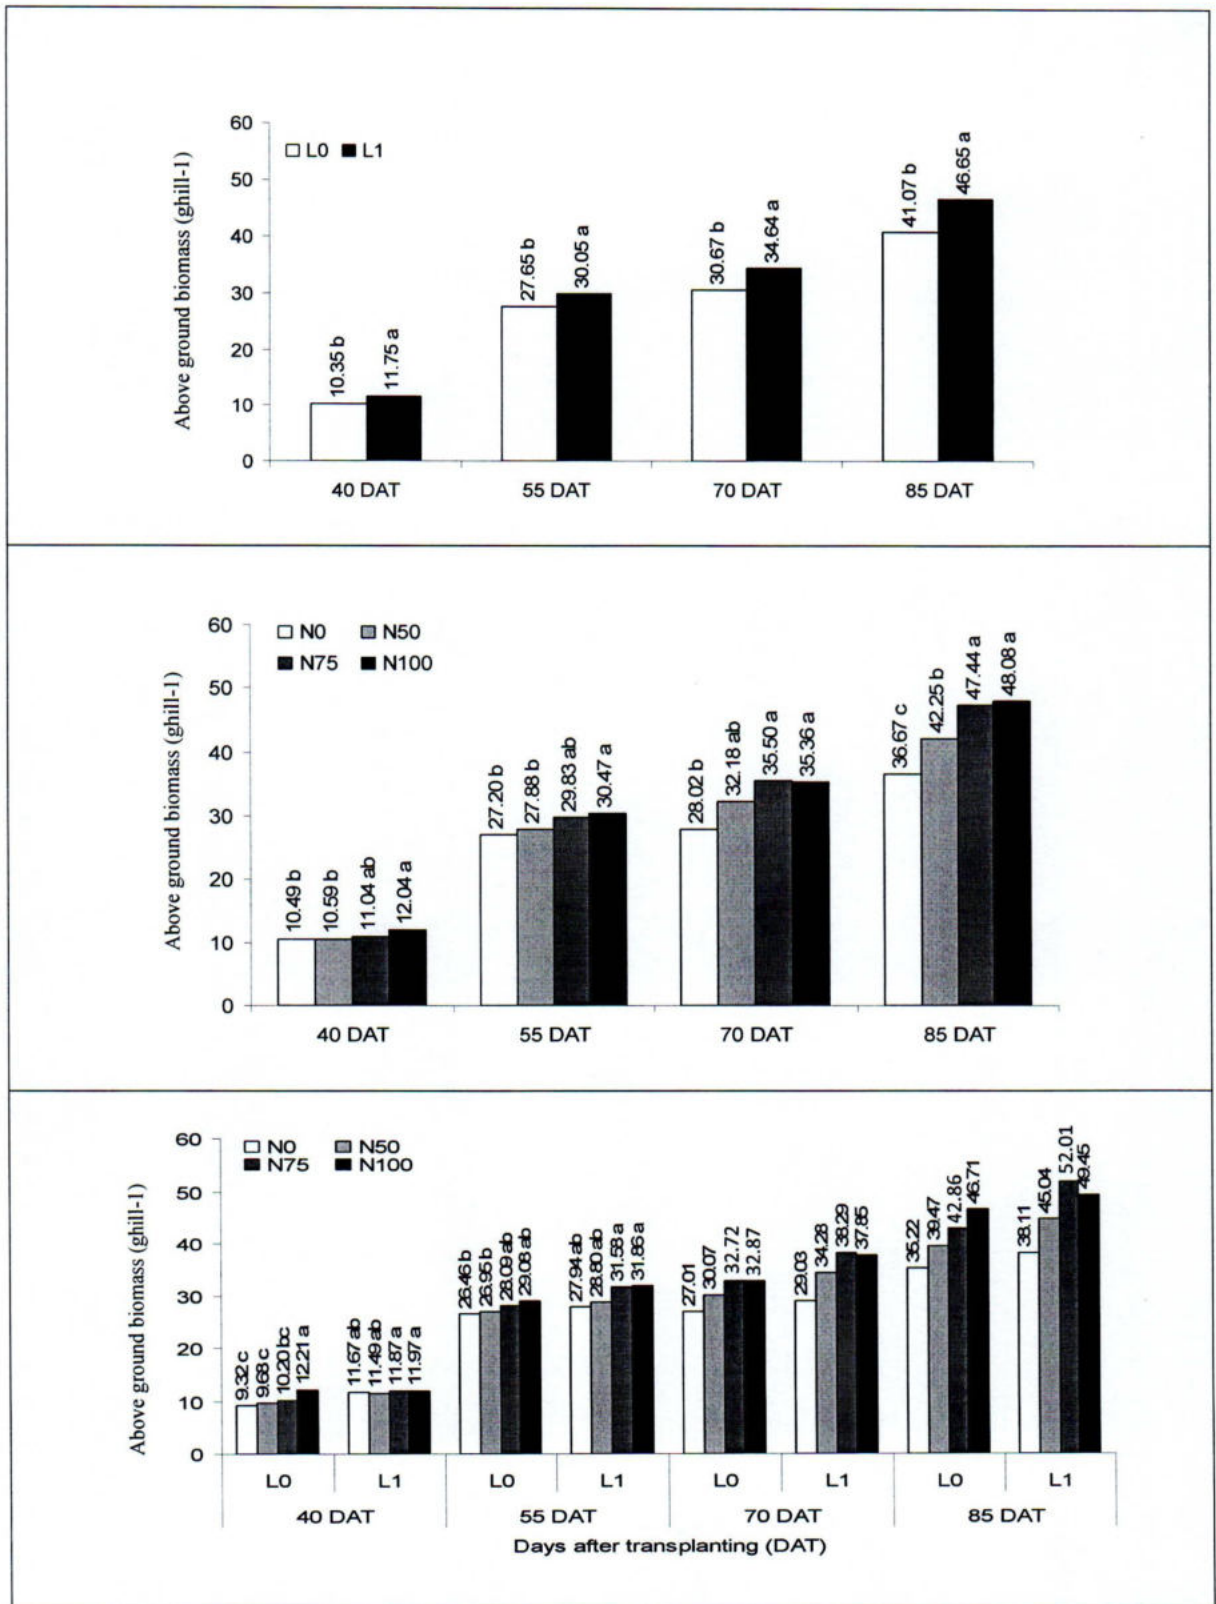 Above ground biomass (ghill-1)
60
50
40
30
20
10
0
L0 L1
10.35 b
11.75 a
27.65 b
30.05 a
30.67 b
34.64 a
41.07 b
46.65 a
40 DAT 55 DAT 70 DAT 85 DAT
Above ground biomass (ghill-1)
60
50
40
30
20
10
0
N0 N50
N75 N100
10.49 b
10.59 b
11.04 ab
12.04 a
27.20 b
27.88 b
29.83 ab
30.47 a
28.02 b
32.18 ab
35.50 a
35.36 a
36.67 c
42.25 b
47.44 a
48.08 a
40 DAT 55 DAT 70 DAT 85 DAT
Above ground biomass (ghill-1)
60
50
40
30
20
10
0
N0 N50
N75 N100
9.32 c
9.68 c
10.20 bc
12.21 a
11.67 ab
11.49 ab
11.87 a
11.97 a
26.46 b
26.95 b
28.09 ab
29.08 ab
27.94 ab
28.80 ab
31.58 a
31.86 a
27.01
30.07
32.72
32.87
29.03
34.28
38.29
37.85
35.22
39.47
42.86
46.71
38.11
45.04
52.01
49.45
L0 L1 L0 L1 L0 L1 L0 L1
40 DAT 55 DAT 70 DAT 85 DAT
Days after transplanting (DAT)